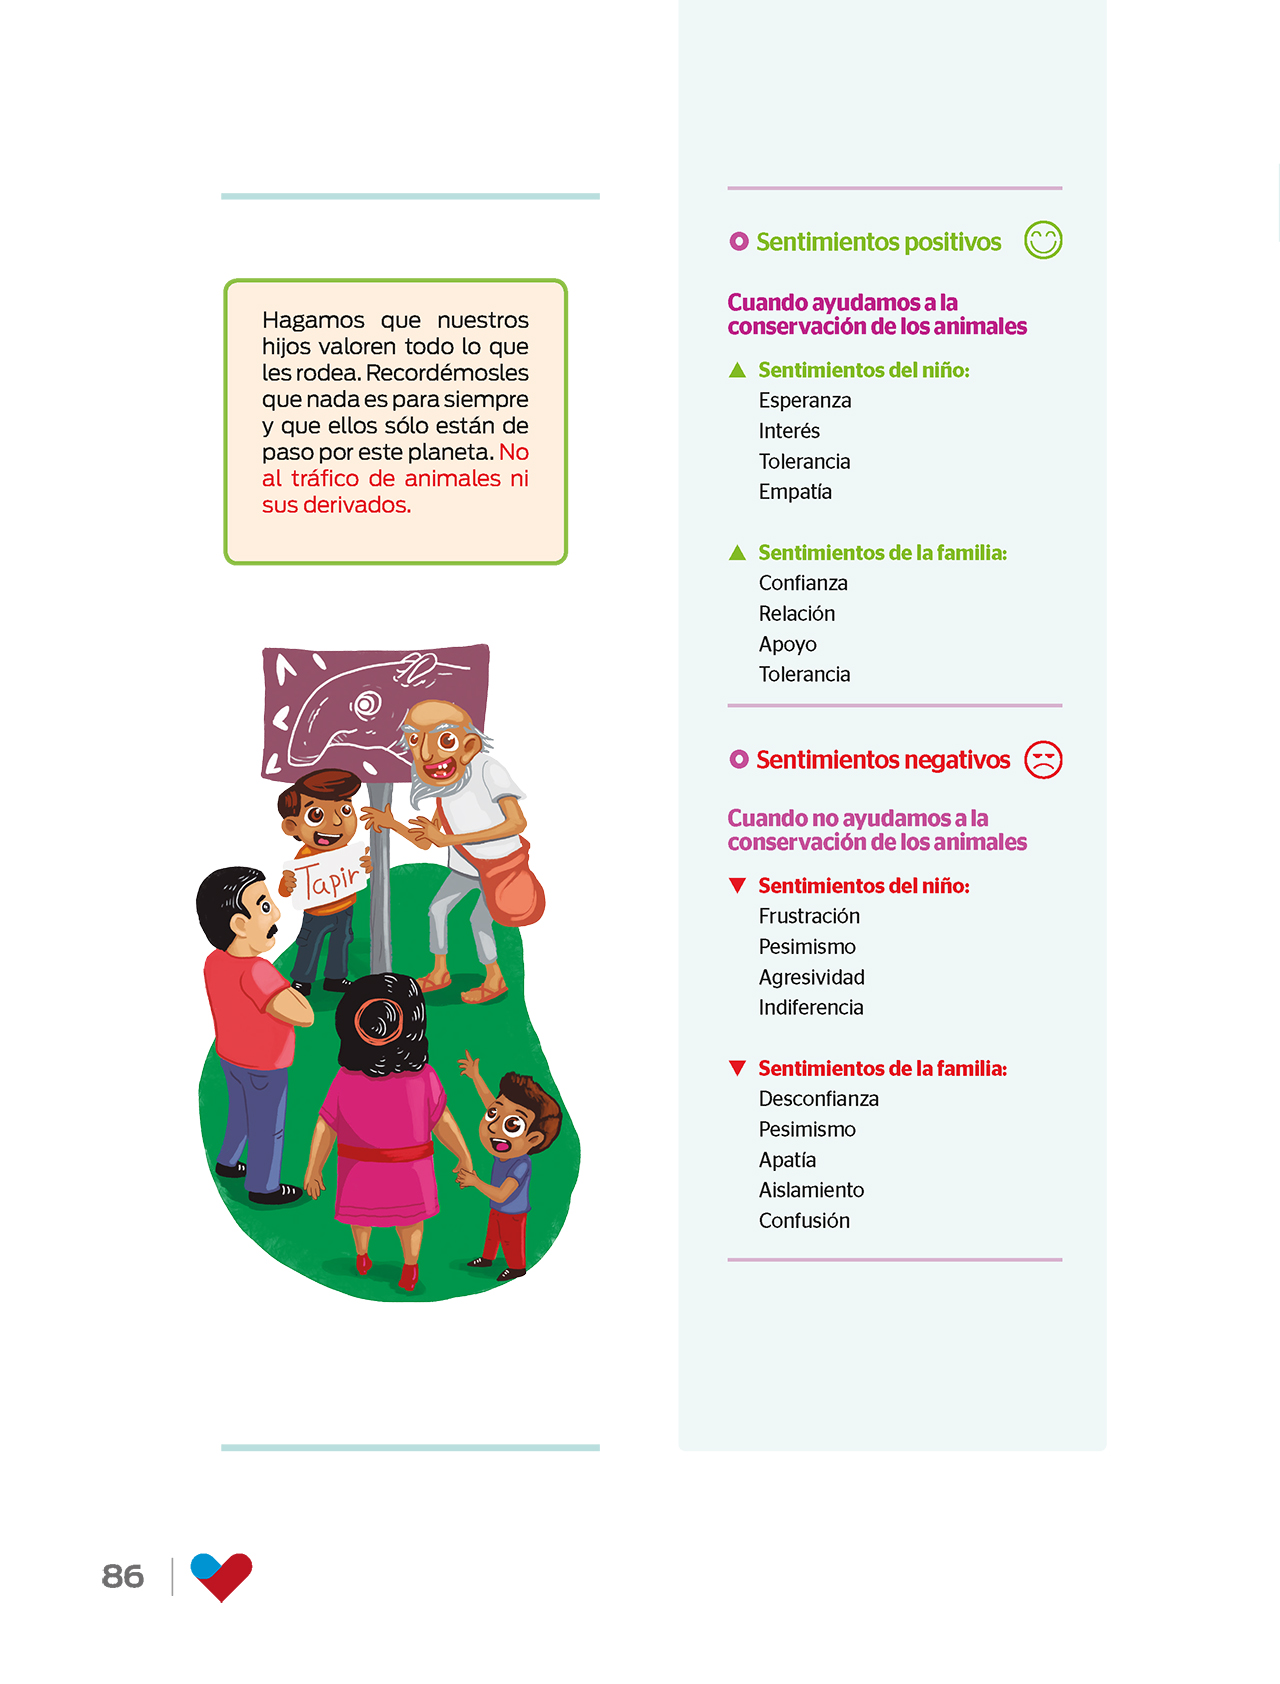 Hagamos que nuestros
hijos valoren todo lo que
les rodea. Recordémosles
que nada es para siempre
y que ellos sólo están de
paso por este planeta. No
al tráfico de animales ni
sus derivados.
Tapir
Sentimientos positivos
Cuando ayudamos a la
conservación de los animales
Sentimientos del niño:
Esperanza
Interés
Tolerancia
Empatía
Sentimientos de la familia:
Confianza
Relación
Apoyo
Tolerancia
Sentimientos negativos
Cuando no ayudamos a la
conservación de los animales
Sentimientos del niño:
Frustración
Pesimismo
Agresividad
Indiferencia
Sentimientos de la familia:
Desconfianza
Pesimismo
Apatía
Aislamiento
Confusión
86